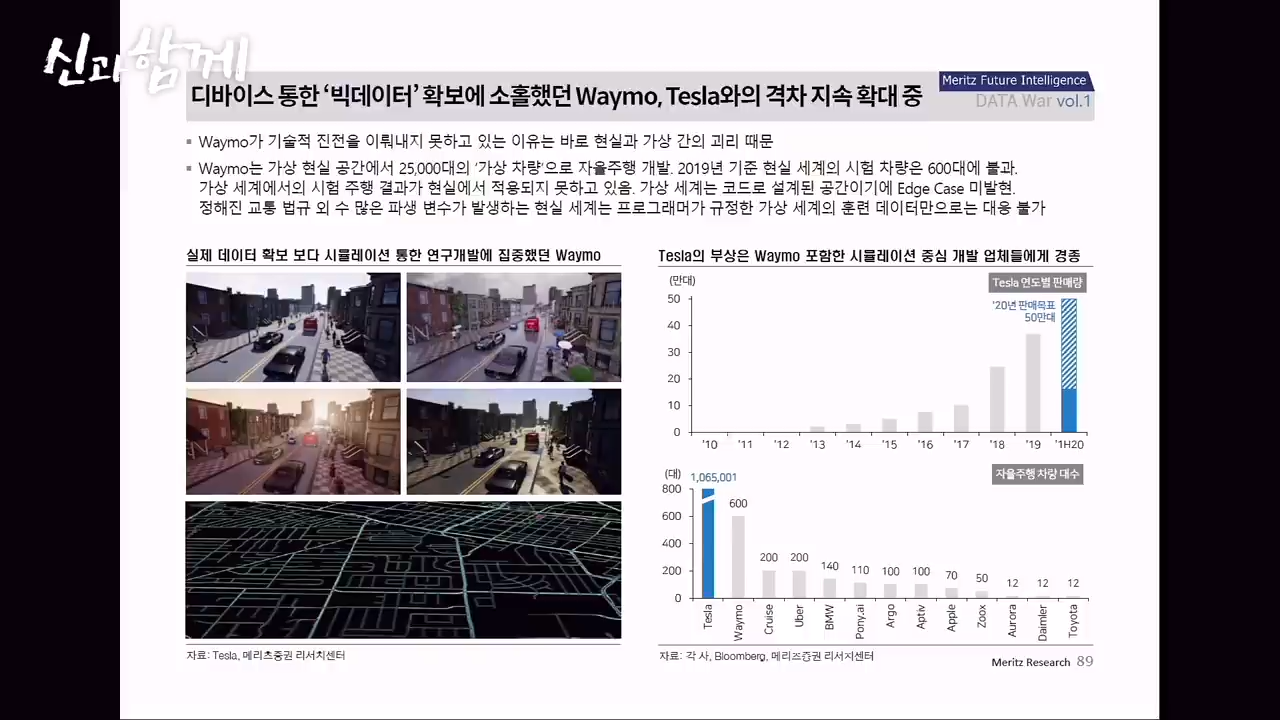 신과함께
Meritz Future Intelligence
디바이스 통한 ‘빅데이터’ 확보에 소홀했던 Waymo, Tesla와의 격차 지속 확대 중
DATA War vol.1
▪ Waymo가 기술적 진전을 이뤄내지 못하고 있는 이유는 바로 현실과 가상 간의 괴리 때문
▪ Waymo는 가상 현실 공간에서 25,000대의 ‘가상 차량’으로 자율주행 개발. 2019년 기준 현실 세계의 시험 차량은 600대에 불과.
가상 세계에서의 시험 주행 결과가 현실에서 적용되지 못하고 있음. 가상 세계는 코드로 설계된 공간이기에 Edge Case 미발현.
정해진 교통 법규 외 수 많은 파생 변수가 발생하는 현실 세계는 프로그래머가 규정한 가상 세계의 훈련 데이터만으로는 대응 불가
실제 데이터 확보 보다 시뮬레이션 통한 연구개발에 집중했던 Waymo
자료: Tesla, 메리츠증권 리서치센터
Tesla의 부상은 Waymo 포함한 시뮬레이션 중심 개발 업체들에게 경종
(만대)
Tesla 연도별 판매량
50
40
30
20
10
0
'20년 판매목표
50만대
'10 '11 '12 '13 '14 '15 '16 '17 '18 '19 '1H20
(대)
자율주행 차량 대수
800
600
400
200
0
1,065,001 600 200 200 140 110 100 100 70 50 12 12 12
Tesla Waymo Cruise Uber BMW Pony.ai Argo Aptiv Apple Zoox Aurora Daimler Toyota
자료: 각 사, Bloomberg, 메리츠증권 리서치센터
Meritz Research 89